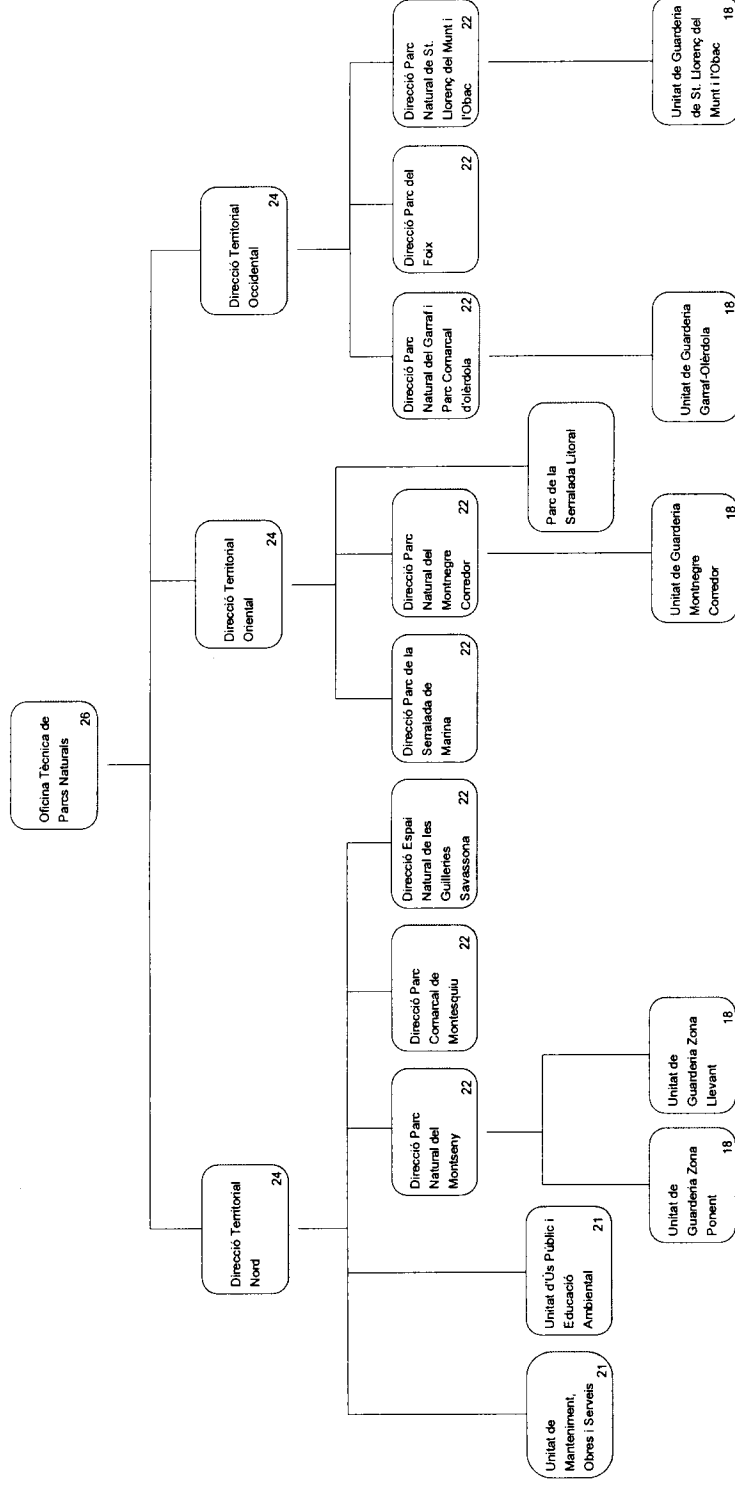 Oficina Tècnica de
Parcs Naturals
26
Direcció Territorial
Nord
24
Direcció Territorial
Oriental
24
Direcció Territorial
Occidental
24
Direcció Parc
Natural del
Montseny
22
Direcció Parc
Comarcal de
Montesquiu
22
Direcció Espai
Natural de les
Guilleries
Savassona
22
Direcció Parc de la
Serralada de
Marina
22
Direcció Parc
Natural del
Montnegre
Corredor
22
Direcció Parc
Natural del Garraf i
Parc Comarcal
d'olèrdola
22
Direcció Parc del
Foix
22
Direcció Parc
Natural de St.
Llorenç del Munt i
l'Obac
22
Unitat de
Manteniment,
Obres i Serveis
21
Unitat d'Ús Públic i
Educació
Ambiental
21
Parc de la
Serralada Litoral
Unitat de
Guarderia Zona
Ponent
18
Unitat de
Guarderia Zona
Llevant
18
Unitat de Guarderia
Montnegre
Corredor
18
Unitat de Guarderia
Garraf-Olèrdola
18
Unitat de Guarderia
de St. Llorenç del
Munt i l'Obac
18